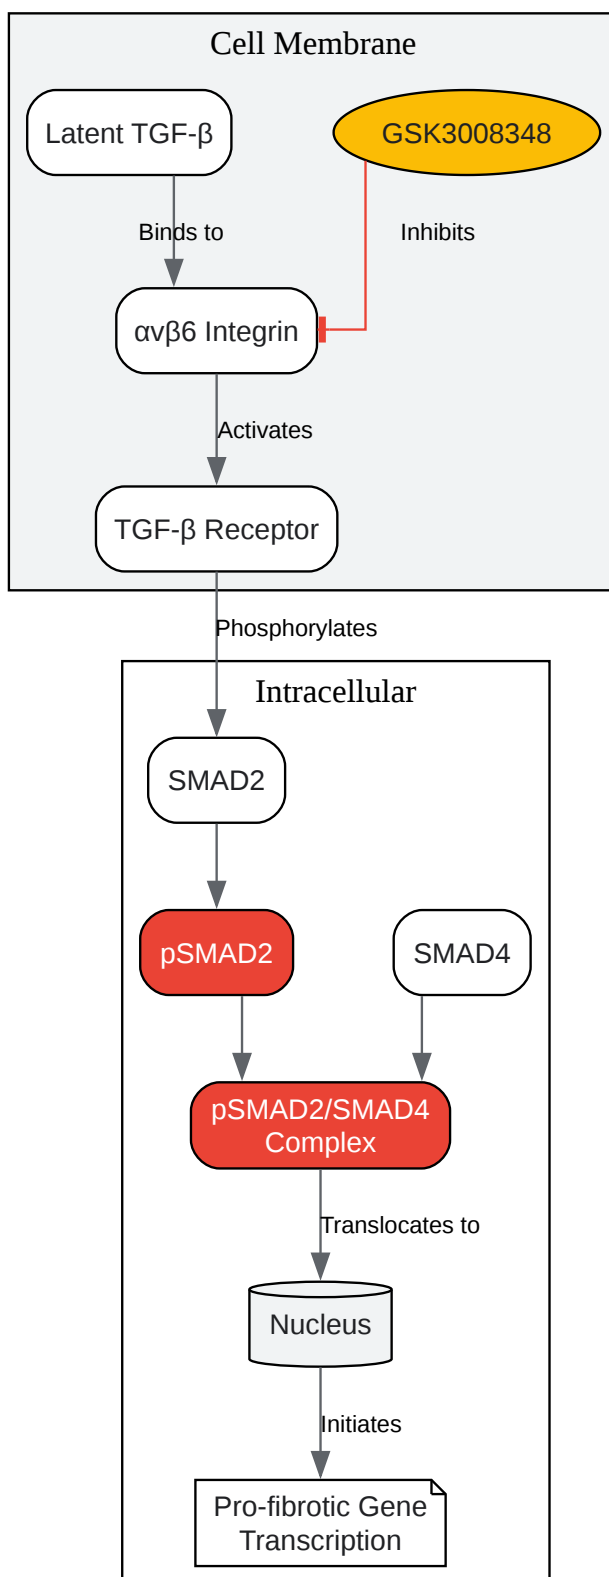 Cell Membrane
Latent TGF-β
GSK3008348
Binds to
Inhibits
αvβ6 Integrin
Activates
TGF-β Receptor
Phosphorylates
Intracellular
SMAD2
pSMAD2
SMAD4
pSMAD2/SMAD4
Complex
Translocates to
Nucleus
Initiates
Pro-fibrotic Gene
Transcription